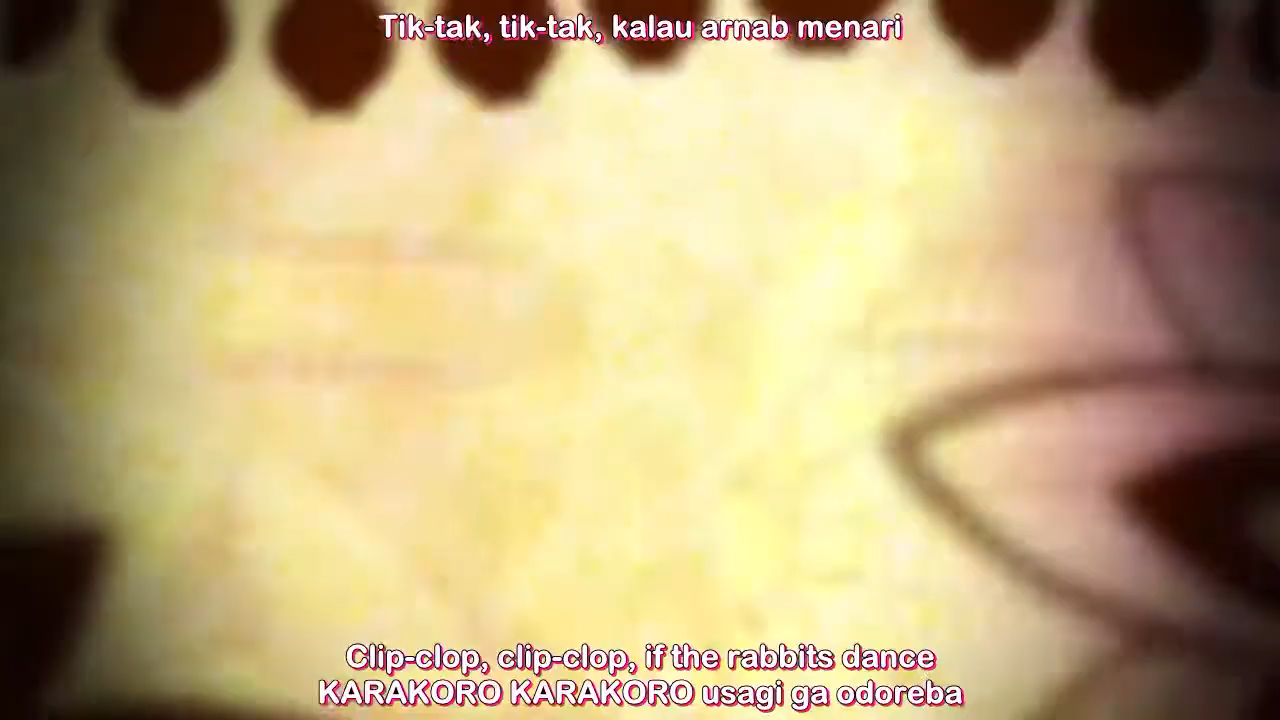 Tik-tak, tik-tak, kalau arnab menari
Clip-clop, clip-clop, if the rabbits dance
KARAKORO KARAKORO usagi ga odoreba